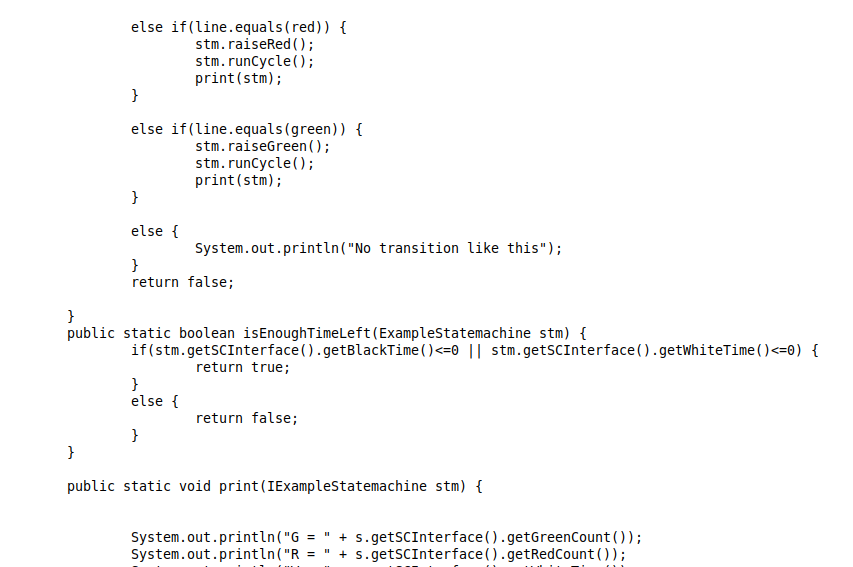 else if(line.equals(red)) {
stm.raiseRed();
stm.runCycle();
print(stm);
}
else if(line.equals(green)) {
stm.raiseGreen();
stm.runCycle();
print(stm);
}
else {
System.out.println("No transition like this");
}
return false;
}
public static boolean isEnoughTimeLeft(ExampleStatemachine stm) {
if(stm.getSCInterface().getBlackTime()<=0 || stm.getSCInterface().getWhiteTime()<=0) {
return true;
}
else {
return false;
}
}
public static void print(IExampleStatemachine stm) {
System.out.println("G = " + s.getSCInterface().getGreenCount());
System.out.println("R = " + s.getSCInterface().getRedCount());